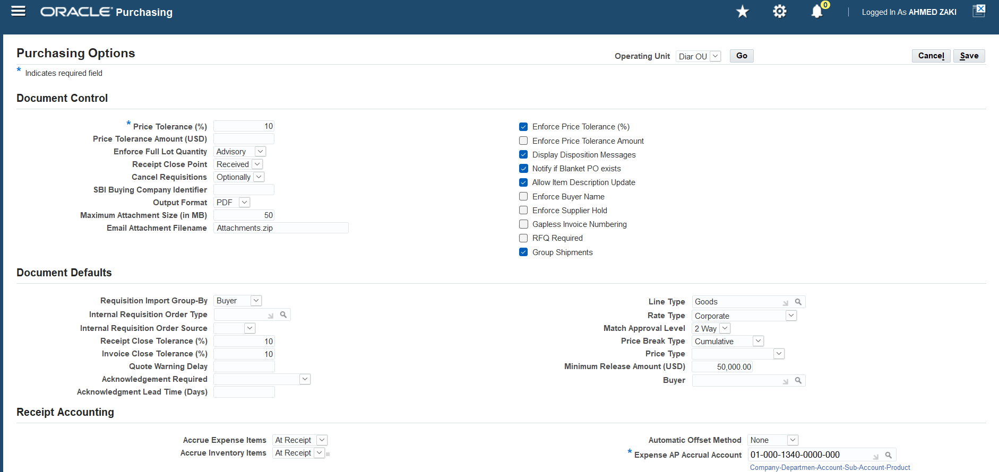 ORACLE Purchasing
0
Logged In As AHMED ZAKI
Purchasing Options
Operating Unit Diar OU Go
Cancel Save
* Indicates required field
Document Control
* Price Tolerance (%) 10
Price Tolerance Amount (USD)
Enforce Full Lot Quantity Advisory
Receipt Close Point Received
Cancel Requisitions Optionally
SBI Buying Company Identifier
Output Format PDF
Maximum Attachment Size (in MB) 50
Email Attachment Filename Attachments.zip
Enforce Price Tolerance (%)
Enforce Price Tolerance Amount
Display Disposition Messages
Notify if Blanket PO exists
Allow Item Description Update
Enforce Buyer Name
Enforce Supplier Hold
Gapless Invoice Numbering
RFQ Required
Group Shipments
Document Defaults
Requisition Import Group-By Buyer
Internal Requisition Order Type
Internal Requisition Order Source
Receipt Close Tolerance (%) 10
Invoice Close Tolerance (%) 10
Quote Warning Delay
Acknowledgement Required
Acknowledgment Lead Time (Days)
Line Type Goods
Rate Type Corporate
Match Approval Level 2 Way
Price Break Type Cumulative
Price Type
Minimum Release Amount (USD) 50,000.00
Buyer
Receipt Accounting
Accrue Expense Items At Receipt
Accrue Inventory Items At Receipt
Automatic Offset Method None
* Expense AP Accrual Account 01-000-1340-0000-000
Company-Departmen-Account-Sub-Account-Product